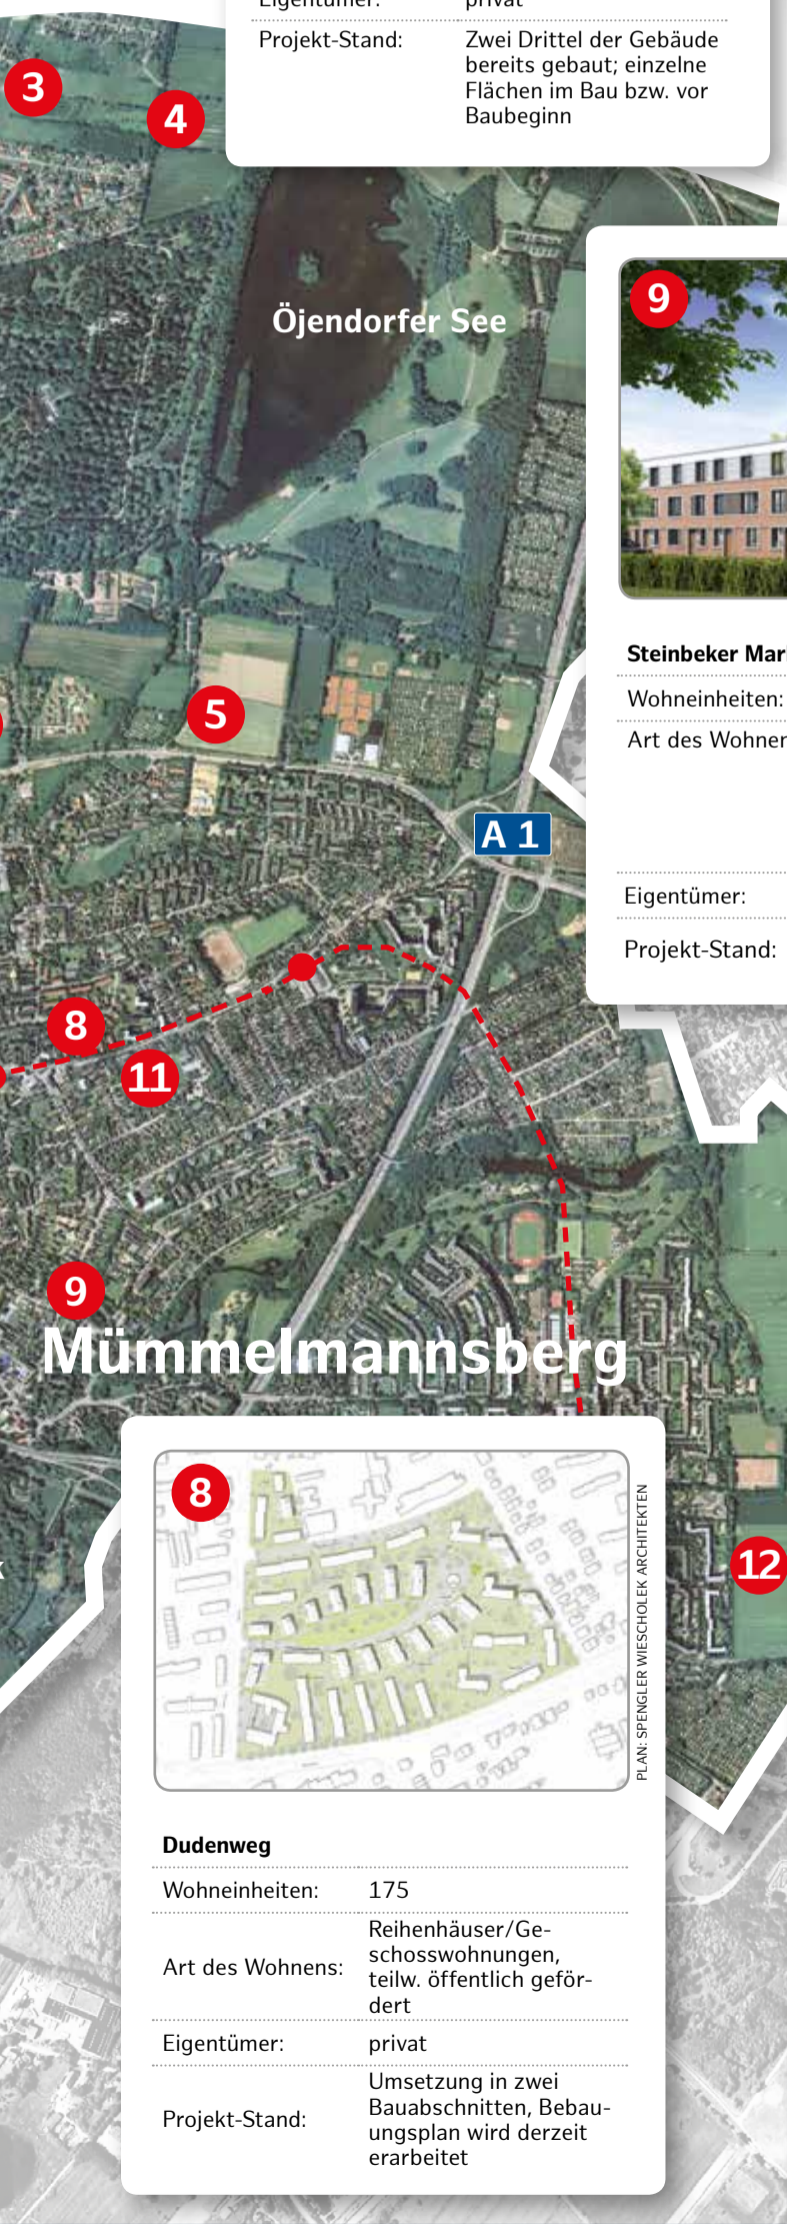 Eigentümer: privat
Projekt-Stand: Zwei Drittel der Gebäude
bereits gebaut; einzelne
Flächen im Bau bzw. vor
Baubeginn
3
4
Öjendorfer See
9
Steinbeker
Wohneinheiten:
Art des
Eigentümer:
Projekt-Stand:
5
A 1
8
11
9
Mümmelmannsberg
12
8
PLAN: SPENGLER WIESCHOLEK ARCHITEKTEN
Dudenweg
Wohneinheiten: 175
Art des Wohnens: Reihenhäuser/Ge-
schosswohnungen,
teilw. öffentlich geför-
dert
Eigentümer: privat
Projekt-Stand: Umsetzung in zwei
Bauabschnitten, Bebau-
ungsplan wird derzeit
erarbeitet